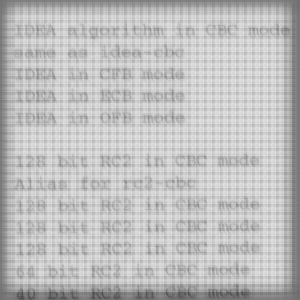 IDEA algorithm in CBC mode
same as idea-cbc
IDEA in CFB mode
IDEA in ECB mode
IDEA in OFB mode
128 bit RC2 in CBC mode
Alias for rc2-cbc
128 bit RC2 in CBC mode
128 bit RC2 in CBC mode
128 bit RC2 in CBC mode
64 bit RC2 in CBC mode
40 bit RC2 in CBC mode